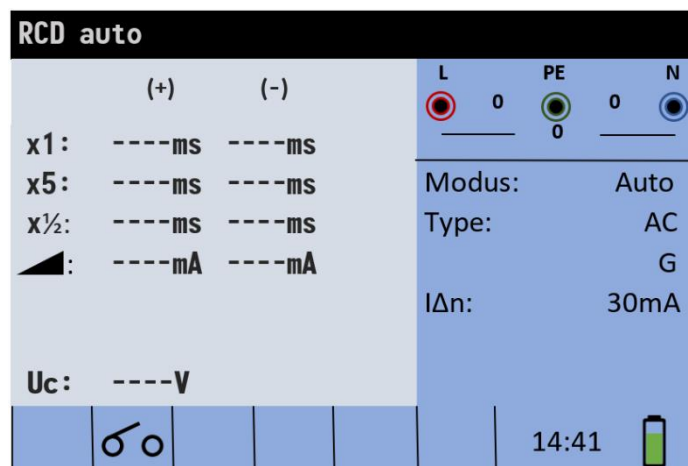 RCD auto
(+) (-)
x1: ----ms ----ms
x5: ----ms ----ms
x½: ----ms ----ms
: ----mA ----mA
Uc: ----V
L PE N
0 0
0
Modus: Auto
Type: AC
G
IΔn: 30mA
14:41